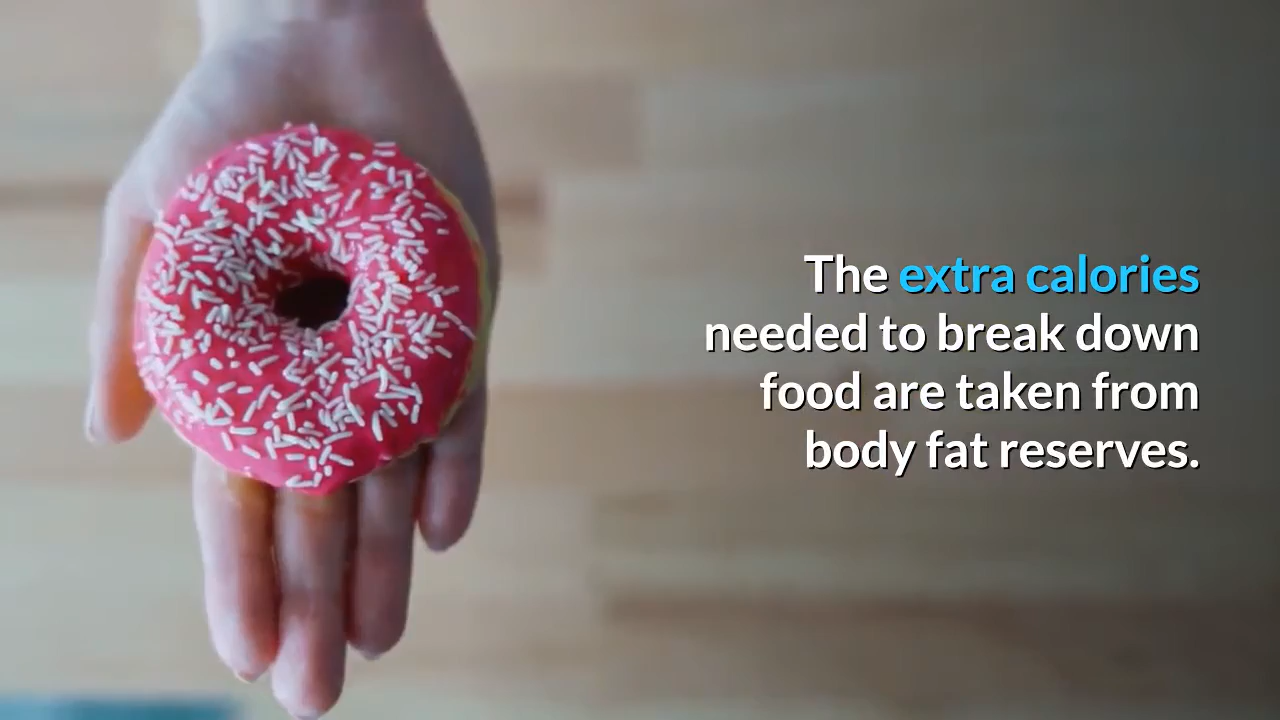 The extra calories
needed to break down
food are taken from
body fat reserves.